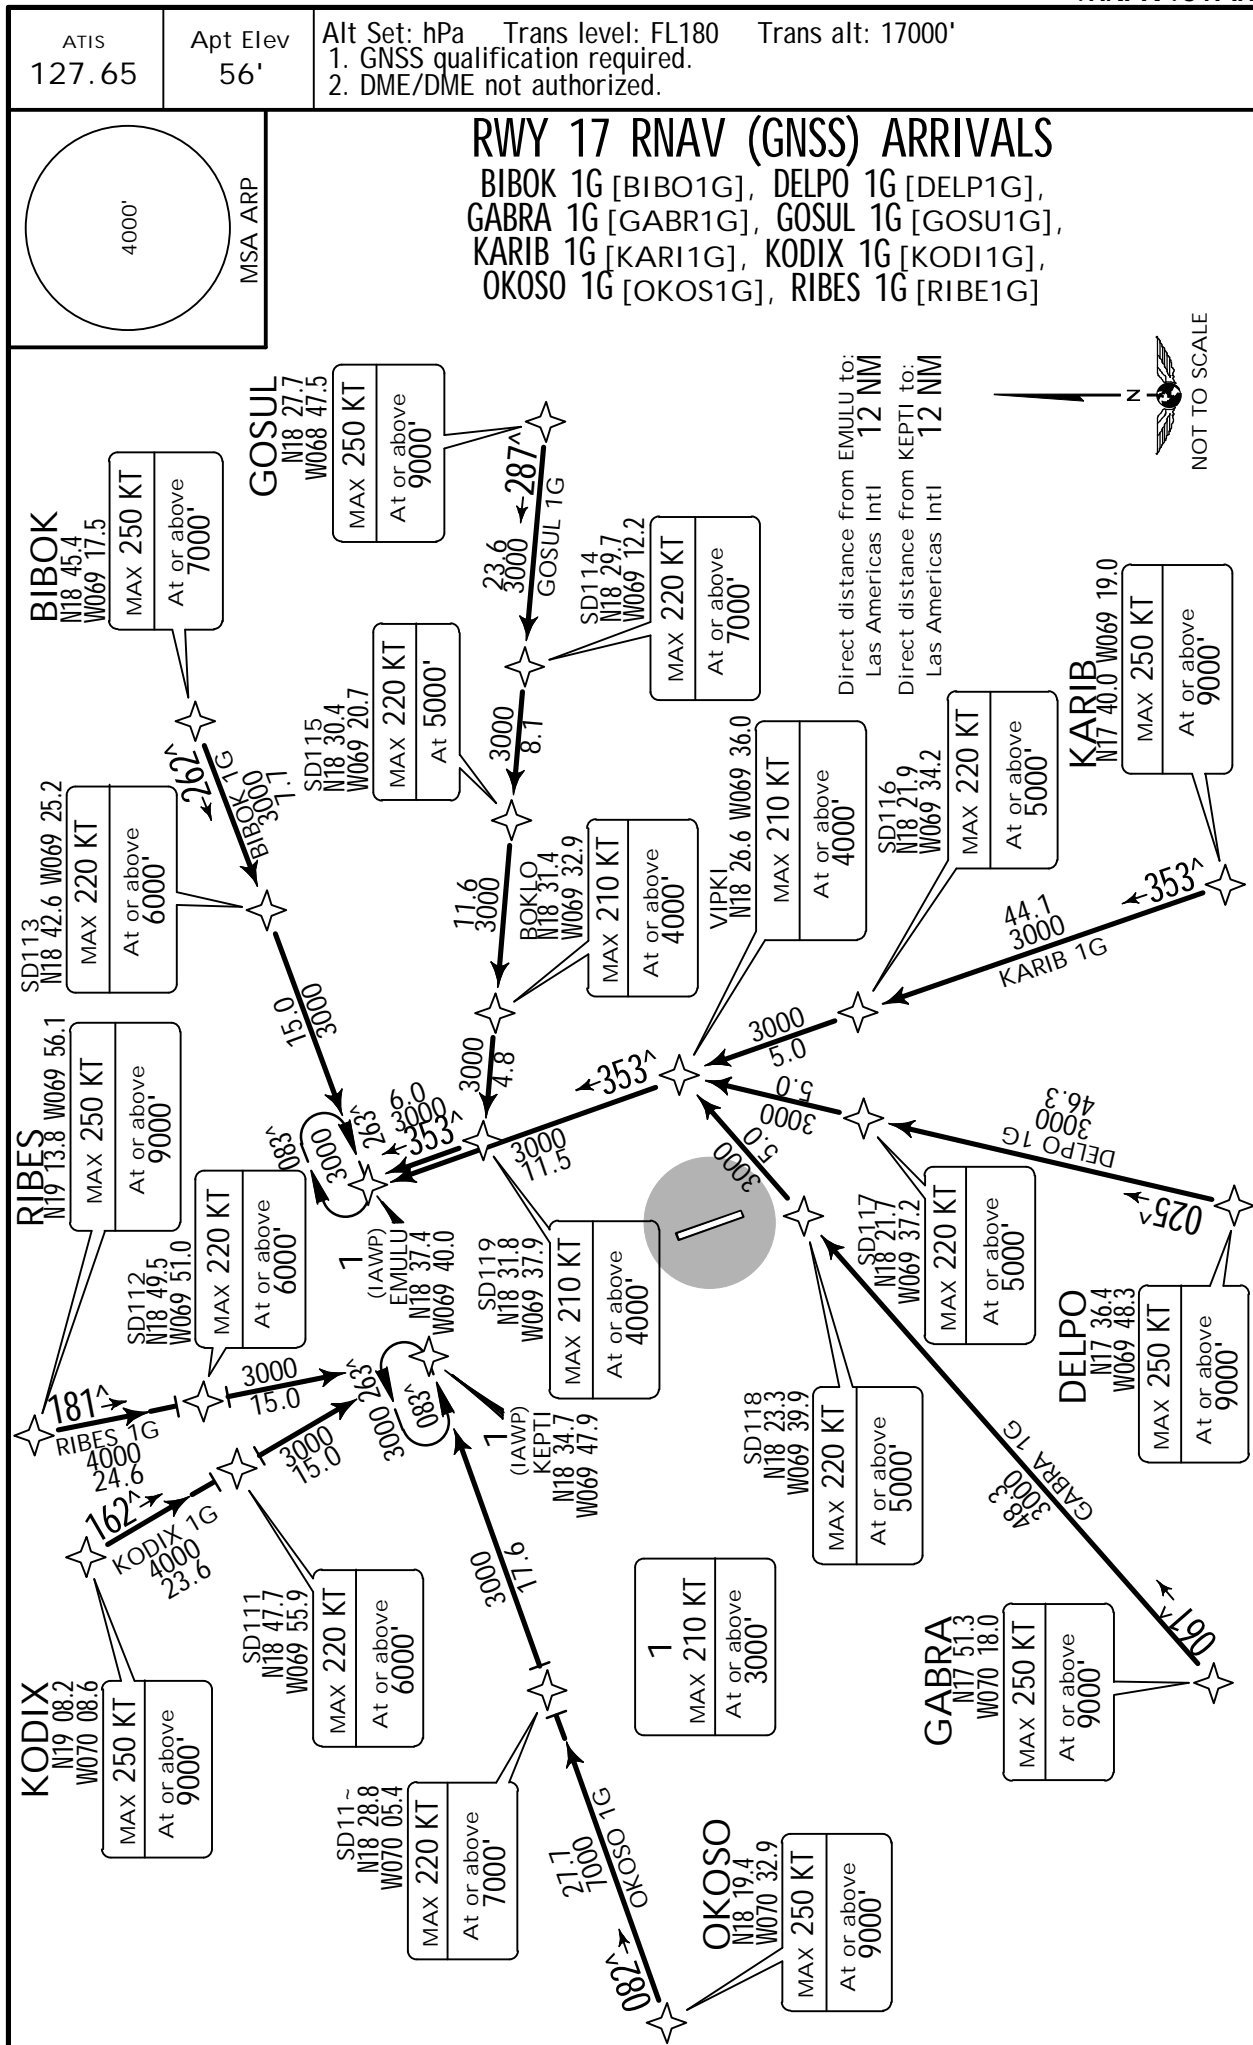 ATIS
127.65
Apt Elev
56'
Alt Set: hPa Trans level: FL180 Trans alt: 17000'
1. GNSS qualification required.
2. DME/DME not authorized.
4000'
MSA ARP
RWY 17 RNAV (GNSS) ARRIVALS
BIBOK 1G [BIBO1G], DELPO 1G [DELP1G],
GABRA 1G [GABR1G], GOSUL 1G [GOSU1G],
KARIB 1G [KARI1G], KODIX 1G [KODI1G],
OKOSO 1G [OKOS1G], RIBES 1G [RIBE1G]
N
NOT TO SCALE
Direct distance from EMULU to:
Las Americas Intl 12 NM
Direct distance from KEPTI to:
Las Americas Intl 12 NM
GOSUL
N18 27.7
W068 47.5
MAX 250 KT
At or above
9000'
287^
23.6
3000
GOSUL 1G
BIBOK
N18 45.4
W069 17.5
MAX 250 KT
At or above
7000'
262^
BIBOK 1G
3000
7.7
SD114
N18 29.7
W069 12.2
MAX 220 KT
At or above
7000'
3000
8.1
SD115
N18 30.4
W069 20.7
MAX 220 KT
At 5000'
11.6
3000
SD113
N18 42.6 W069 25.2
MAX 220 KT
At or above
6000'
15.0
3000
BOKLO
N18 31.4
W069 32.9
MAX 210 KT
At or above
4000'
3000
4.8
VIPKI
N18 26.6 W069 36.0
MAX 210 KT
At or above
4000'
353^
3000
11.5
SD116
N18 21.9
W069 34.2
MAX 220 KT
At or above
5000'
3000
5.0
KARIB
N17 40.0 W069 19.0
MAX 250 KT
At or above
9000'
353^
44.1
3000
KARIB 1G
RIBES
N19 13.8 W069 56.1
MAX 250 KT
At or above
9000'
181^
RIBES 1G
4000
24.6
SD112
N18 49.5
W069 51.0
MAX 220 KT
At or above
6000'
3000
15.0
083^
3000
263^
6.0
3000
353^
1
(IAWP)
EMULU
N18 37.4
W069 40.0
SD119
N18 31.8
W069 37.9
MAX 210 KT
At or above
4000'
5.0
3000
3000
5.0
SD117
N18 21.7
W069 37.2
MAX 220 KT
At or above
5000'
DELPO 1G
3000
46.3
025^
DELPO
N17 36.4
W069 48.3
MAX 250 KT
At or above
9000'
SD118
N18 23.3
W069 39.9
MAX 220 KT
At or above
5000'
GABRA 1G
3000
48.3
061^
GABRA
N17 51.3
W070 18.0
MAX 250 KT
At or above
9000'
KODIX
N19 08.2
W070 08.6
MAX 250 KT
At or above
9000'
162^
KODIX 1G
4000
23.6
SD111
N18 47.7
W069 55.9
MAX 220 KT
At or above
6000'
3000
15.0
3000
263^
083^
1
(IAWP)
KEPTI
N18 34.7
W069 47.9
3000
17.6
1
MAX 210 KT
At or above
3000'
SD11~
N18 28.8
W070 05.4
MAX 220 KT
At or above
7000'
27.7
7000
OKOSO 1G
082^
OKOSO
N18 19.4
W070 32.9
MAX 250 KT
At or above
9000'